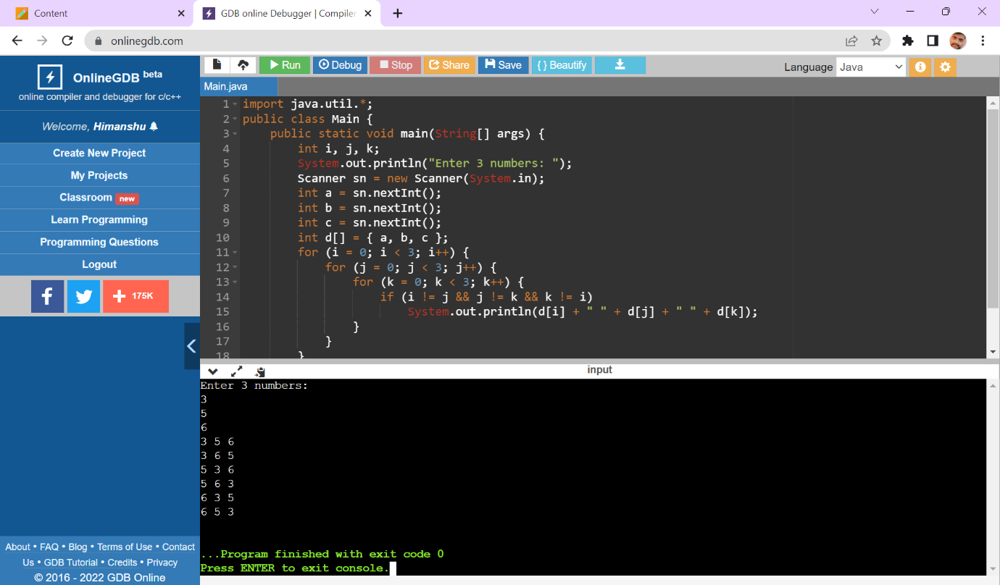 Content
GDB online Debugger | Compiler
onlinegdb.com
OnlineGDB beta
online compiler and debugger for c/c++
Welcome, Himanshu
Create New Project
My Projects
Classroom new
Learn Programming
Programming Questions
Logout
175K
About • FAQ • Blog • Terms of Use • Contact
Us • GDB Tutorial • Credits • Privacy
© 2016 - 2022 GDB Online
Run Debug Stop Share Save { } Beautify
Language Java
Main.java
1 import java.util.*;
2 public class Main {
3     public static void main(String[] args) {
4         int i, j, k;
5         System.out.println("Enter 3 numbers: ");
6         Scanner sn = new Scanner(System.in);
7         int a = sn.nextInt();
8         int b = sn.nextInt();
9         int c = sn.nextInt();
10         int d[] = { a, b, c };
11         for (i = 0; i < 3; i++) {
12             for (j = 0; j < 3; j++) {
13                 for (k = 0; k < 3; k++) {
14                     if (i != j && j != k && k != i)
15                         System.out.println(d[i] + " " + d[j] + " " + d[k]);
16                 }
17             }
18         }
input
Enter 3 numbers:
3
5
6
3 5 6
3 6 5
5 3 6
5 6 3
6 3 5
6 5 3
...Program finished with exit code 0
Press ENTER to exit console.